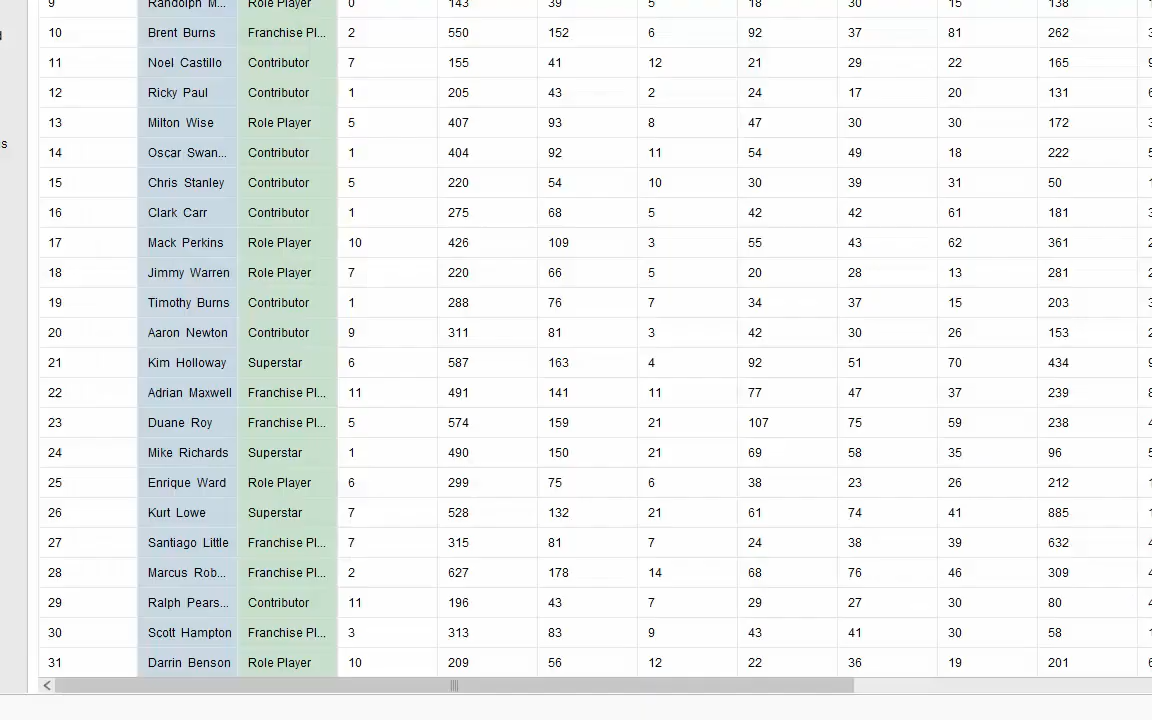 9 Randolph M... Role Player 0 143 39 5 18 30 15 138
10 Brent Burns Franchise Pl... 2 550 152 6 92 37 81 262
11 Noel Castillo Contributor 7 155 41 12 21 29 22 165
12 Ricky Paul Contributor 1 205 43 2 24 17 20 131
13 Milton Wise Role Player 5 407 93 8 47 30 30 172
14 Oscar Swan... Contributor 1 404 92 11 54 49 18 222
15 Chris Stanley Contributor 5 220 54 10 30 39 31 50
16 Clark Carr Contributor 1 275 68 5 42 42 61 181
17 Mack Perkins Role Player 10 426 109 3 55 43 62 361
18 Jimmy Warren Role Player 7 220 66 5 20 28 13 281
19 Timothy Burns Contributor 1 288 76 7 34 37 15 203
20 Aaron Newton Contributor 9 311 81 3 42 30 26 153
21 Kim Holloway Superstar 6 587 163 4 92 51 70 434
22 Adrian Maxwell Franchise Pl... 11 491 141 11 77 47 37 239
23 Duane Roy Franchise Pl... 5 574 159 21 107 75 59 238
24 Mike Richards Superstar 1 490 150 21 69 58 35 96
25 Enrique Ward Role Player 6 299 75 6 38 23 26 212
26 Kurt Lowe Superstar 7 528 132 21 61 74 41 885
27 Santiago Little Franchise Pl... 7 315 81 7 24 38 39 632
28 Marcus Rob... Franchise Pl... 2 627 178 14 68 76 46 309
29 Ralph Pears... Contributor 11 196 43 7 29 27 30 80
30 Scott Hampton Franchise Pl... 3 313 83 9 43 41 30 58
31 Darrin Benson Role Player 10 209 56 12 22 36 19 201